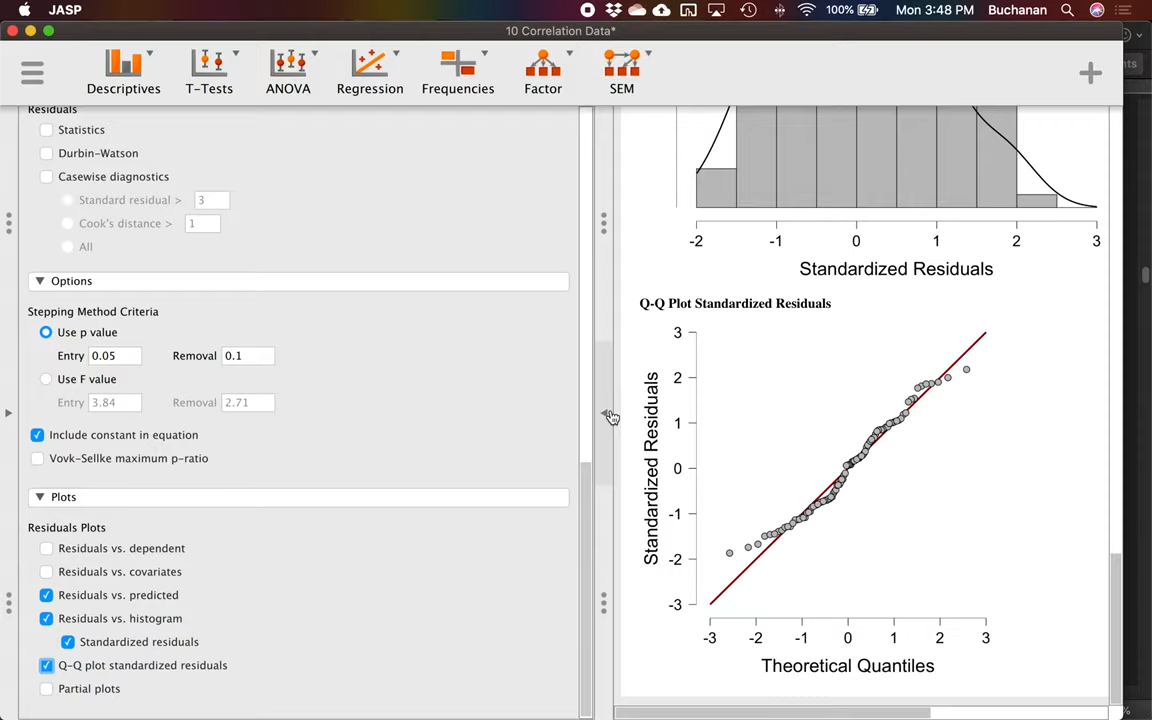 JASP
100%
Mon 3:48 PM
Buchanan
10 Correlation Data*
Descriptives
T-Tests
ANOVA
Regression
Frequencies
Factor
SEM
Residuals
Statistics
Durbin-Watson
Casewise diagnostics
Standard residual > 3
Cook's distance > 1
All
Options
Stepping Method Criteria
Use p value
Entry 0.05 Removal 0.1
Use F value
Entry 3.84 Removal 2.71
Include constant in equation
Vovk-Sellke maximum p-ratio
Plots
Residuals Plots
Residuals vs. dependent
Residuals vs. covariates
Residuals vs. predicted
Residuals vs. histogram
Standardized residuals
Q-Q plot standardized residuals
Partial plots
-2 -1 0 1 2 3
Standardized Residuals
Q-Q Plot Standardized Residuals
3
2
1
0
-1
-2
-3
Standardized Residuals
-3 -2 -1 0 1 2 3
Theoretical Quantiles